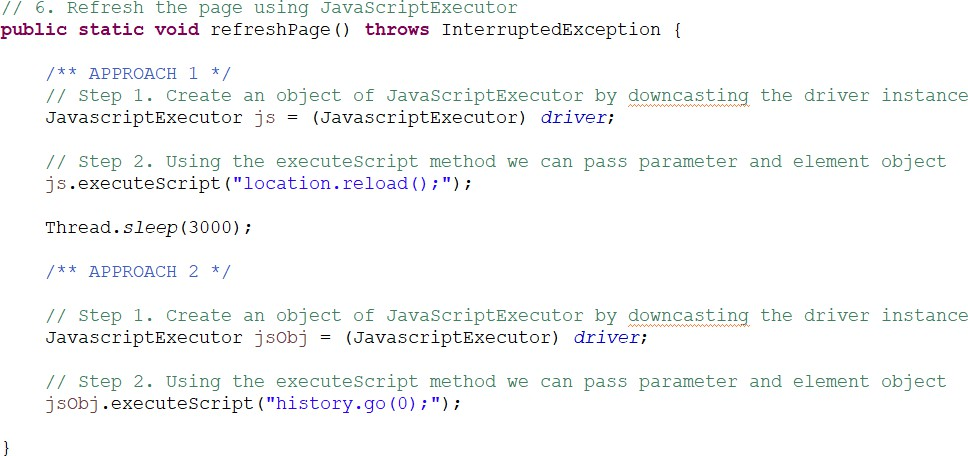 // 6. Refresh the page using JavaScriptExecutor
public static void refreshPage() throws InterruptedException {
/** APPROACH 1 */
// Step 1. Create an object of JavaScriptExecutor by downcasting the driver instance
JavascriptExecutor js = (JavascriptExecutor) driver;
// Step 2. Using the executeScript method we can pass parameter and element object
js.executeScript("location.reload();");
Thread.sleep(3000);
/** APPROACH 2 */
// Step 1. Create an object of JavaScriptExecutor by downcasting the driver instance
JavascriptExecutor jsObj = (JavascriptExecutor) driver;
// Step 2. Using the executeScript method we can pass parameter and element object
jsObj.executeScript("history.go(0);");
}